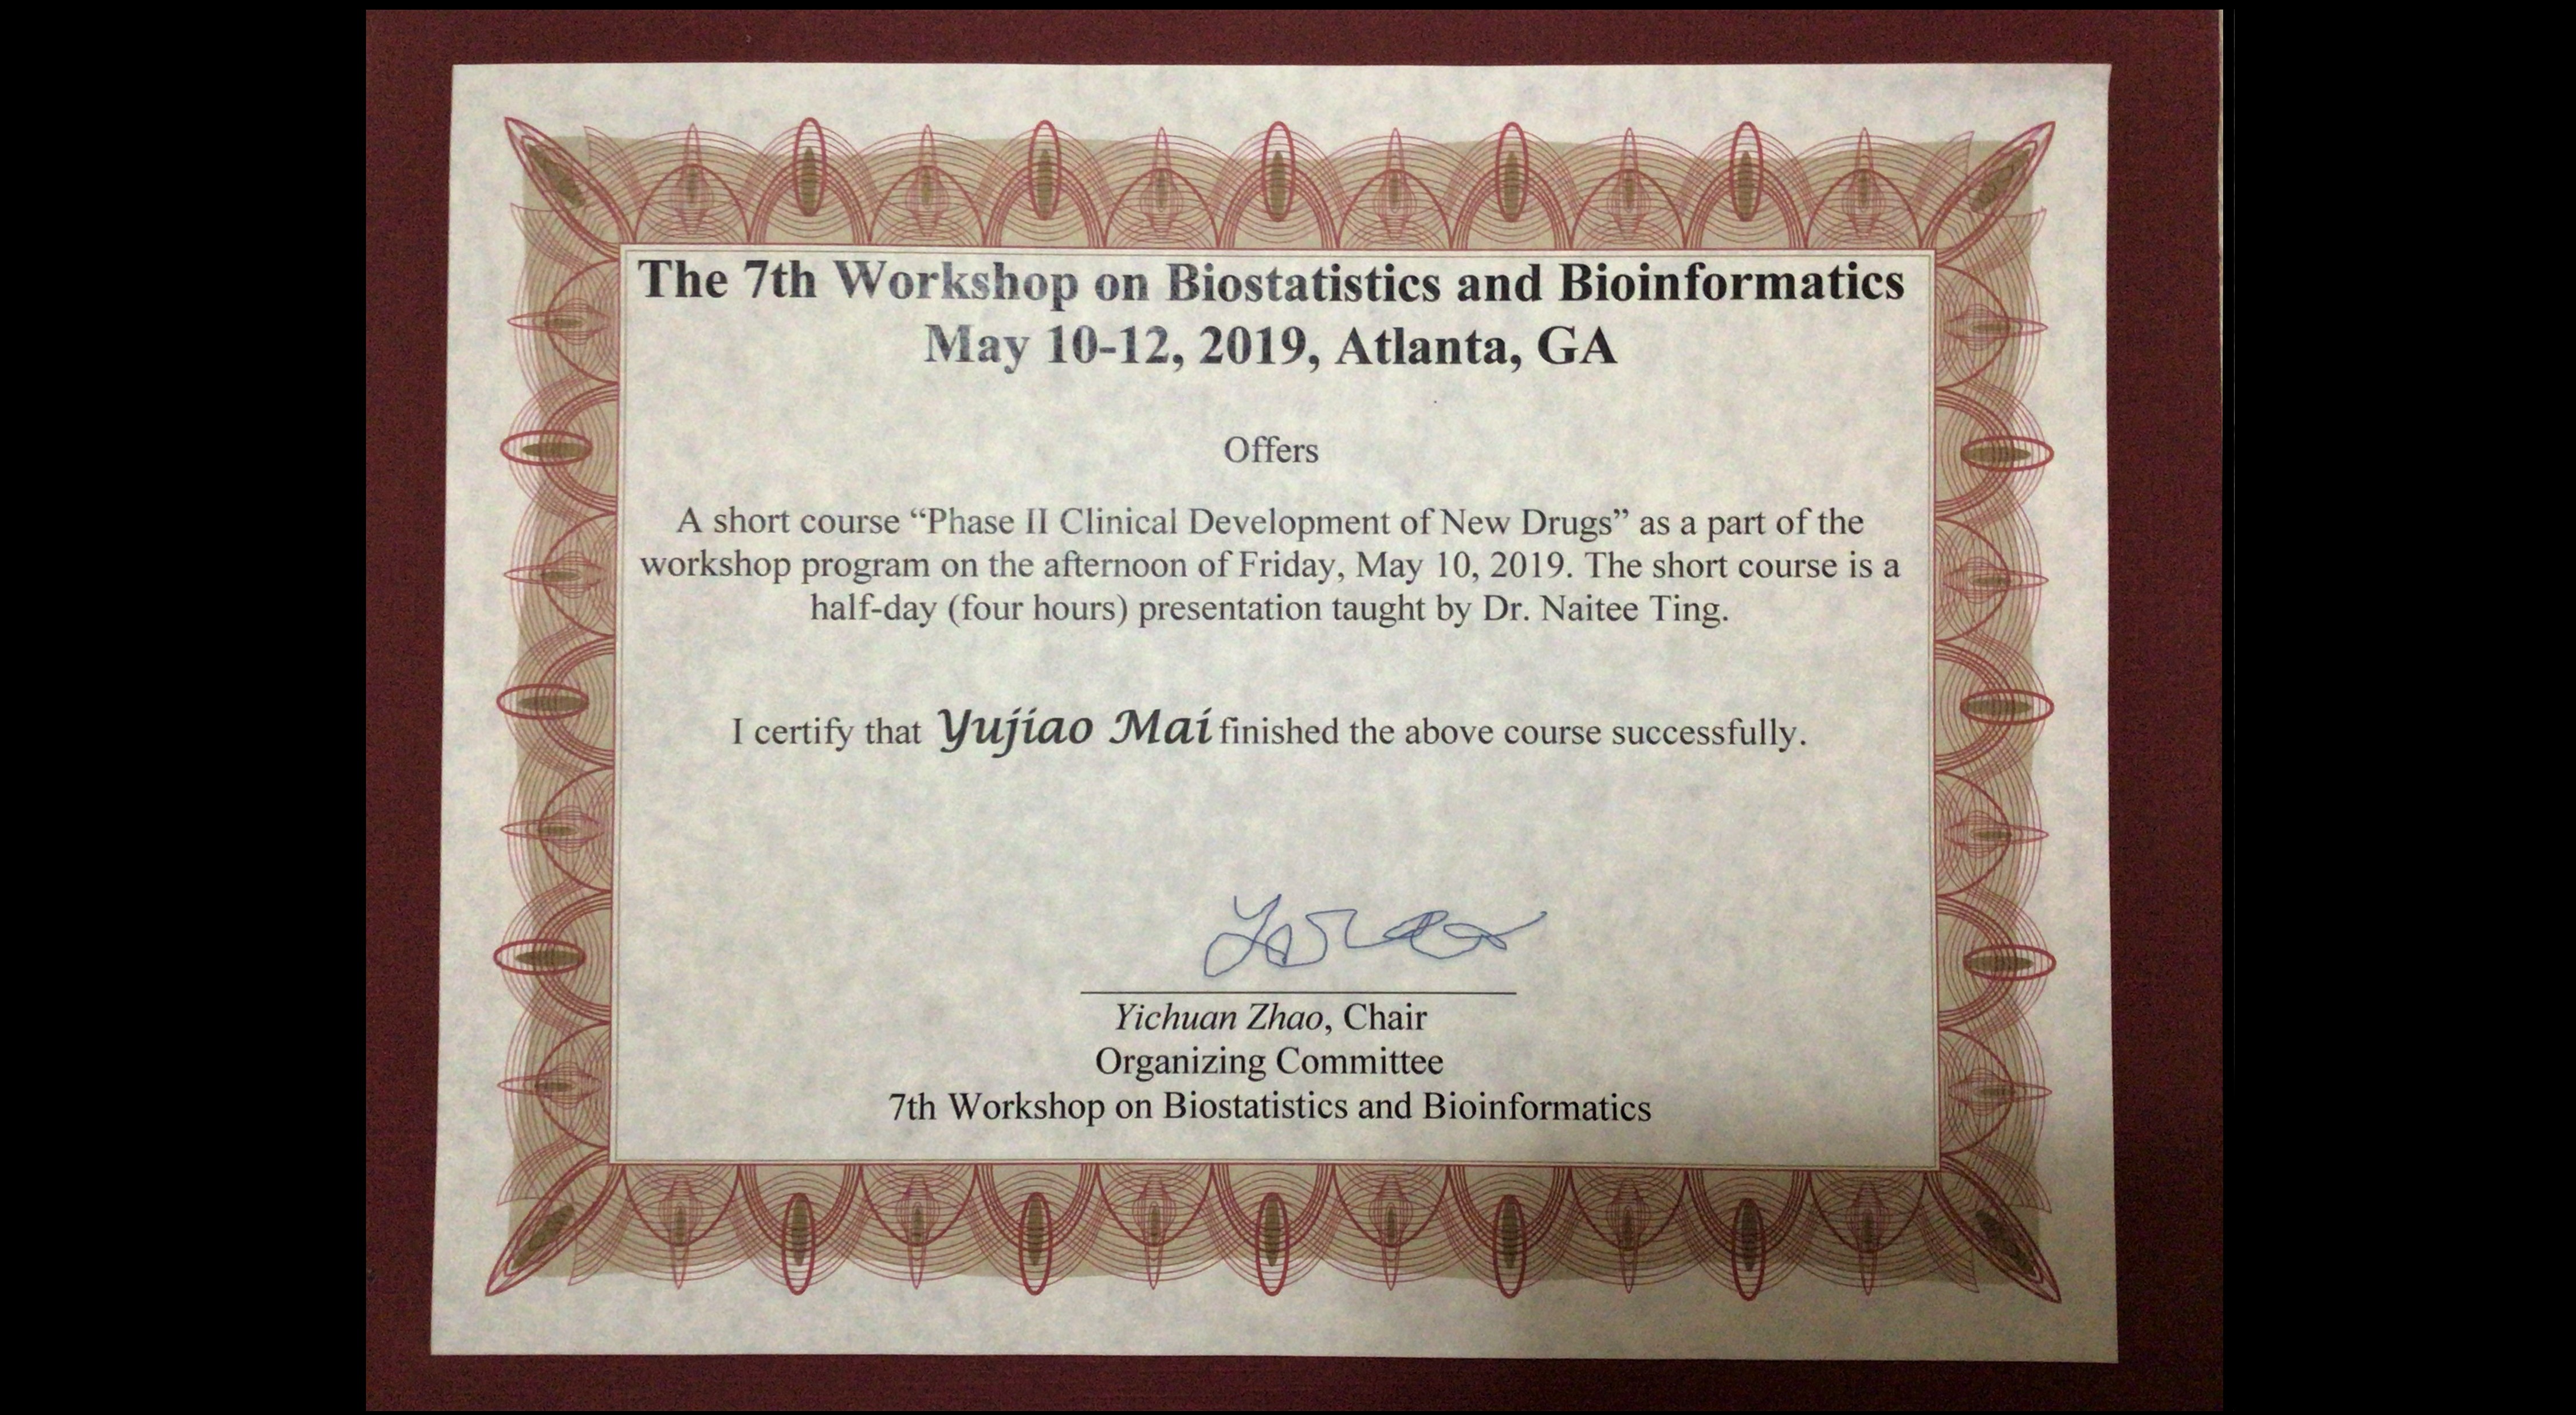 The 7th Workshop on Biostatistics and Bioinformatics
May 10-12, 2019, Atlanta, GA
Offers
A short course “Phase II Clinical Development of New Drugs” as a part of the
workshop program on the afternoon of Friday, May 10, 2019. The short course is a
half-day (four hours) presentation taught by Dr. Naitee Ting.
I certify that Yujiao Mai finished the above course successfully.
Yichuan Zhao, Chair
Organizing Committee
7th Workshop on Biostatistics and Bioinformatics